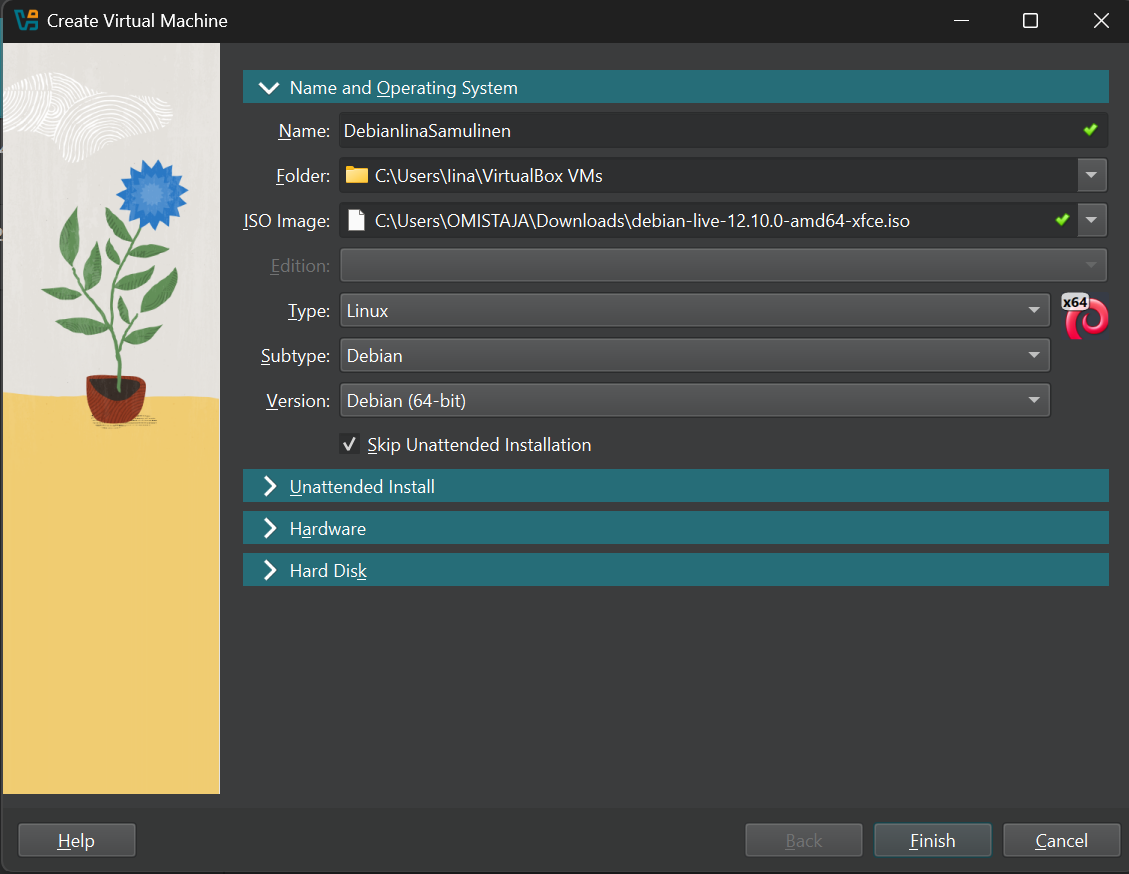 Create Virtual Machine
Name and Operating System
Name: DebianIinaSamulinen
Folder: C:\Users\Iina\VirtualBox VMs
ISO Image: C:\Users\OMISTAJA\Downloads\debian-live-12.10.0-amd64-xfce.iso
Edition:
Type: Linux
x64
Subtype: Debian
Version: Debian (64-bit)
Skip Unattended Installation
Unattended Install
Hardware
Hard Disk
Help Back Finish Cancel